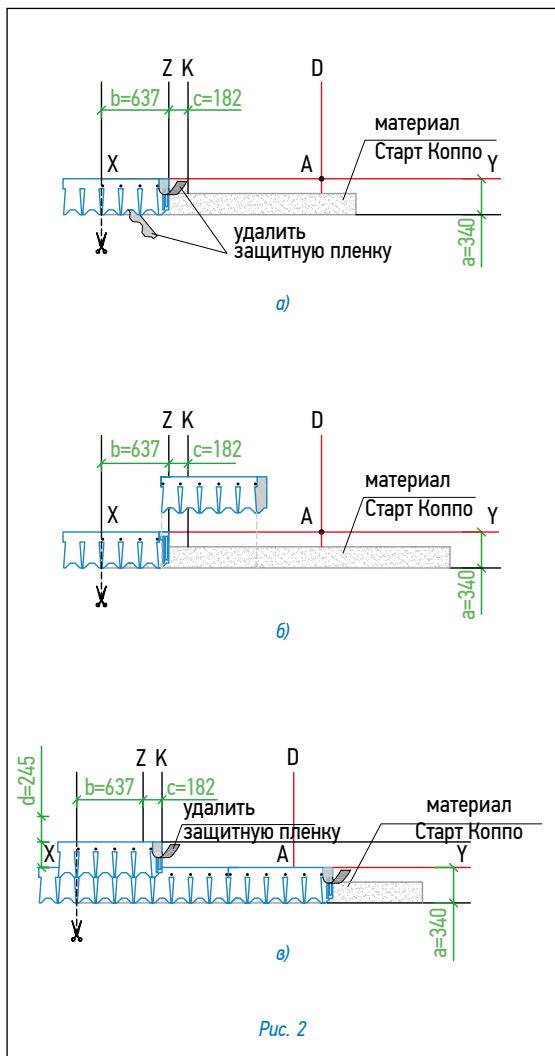 Z K D
b=637 c=182
материал
X A Старт Коппо Y
удалить
защитную пленку
a=340
а)
Z K D
b=637 c=182
материал
X A Старт Коппо Y
a=340
б)
Z K D
d=245
b=637 c=182
удалить материал
защитную пленку Старт Коппо
X A Y
a=340
в)
Рис. 2